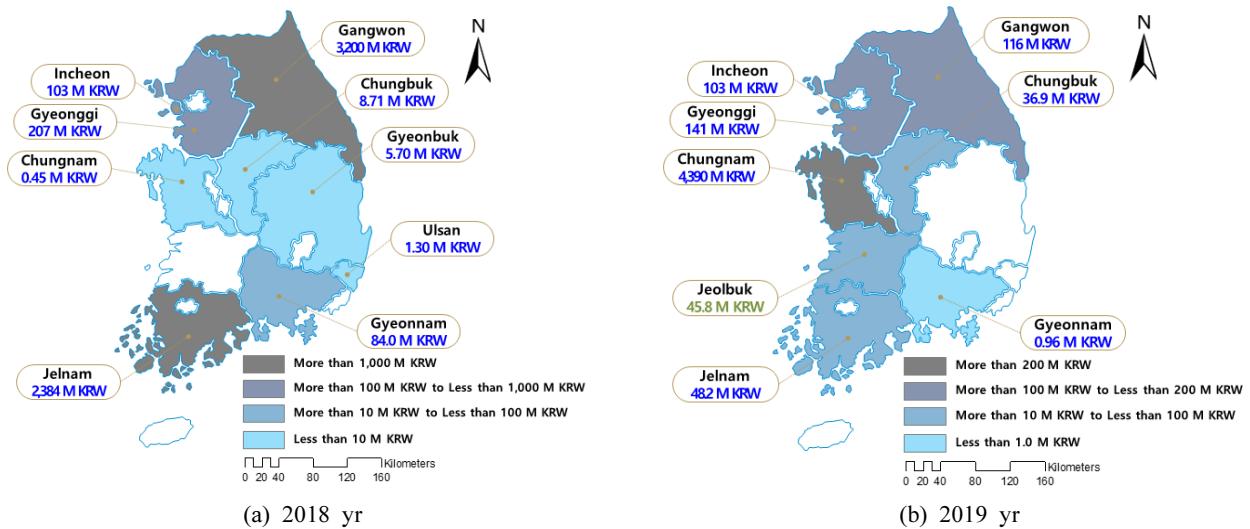 Gangwon
3,200 M KRW
N
Incheon
103 M KRW
Chungbuk
8.71 M KRW
Gyeonggi
207 M KRW
Gyeonbuk
5.70 M KRW
Chungnam
0.45 M KRW
Ulsan
1.30 M KRW
Gyeonnam
84.0 M KRW
Jelnam
2,384 M KRW
More than 1,000 M KRW
More than 100 M KRW to Less than 1,000 M KRW
More than 10 M KRW to Less than 100 M KRW
Less than 10 M KRW
Kilometers
0 20 40 80 120 160
(a) 2018 yr
Gangwon
116 M KRW
N
Incheon
103 M KRW
Chungbuk
36.9 M KRW
Gyeonggi
141 M KRW
Chungnam
4,390 M KRW
Jeolbuk
45.8 M KRW
Gyeonnam
0.96 M KRW
Jelnam
48.2 M KRW
More than 200 M KRW
More than 100 M KRW to Less than 200 M KRW
More than 10 M KRW to Less than 100 M KRW
Less than 1.0 M KRW
Kilometers
0 20 40 80 120 160
(b) 2019 yr